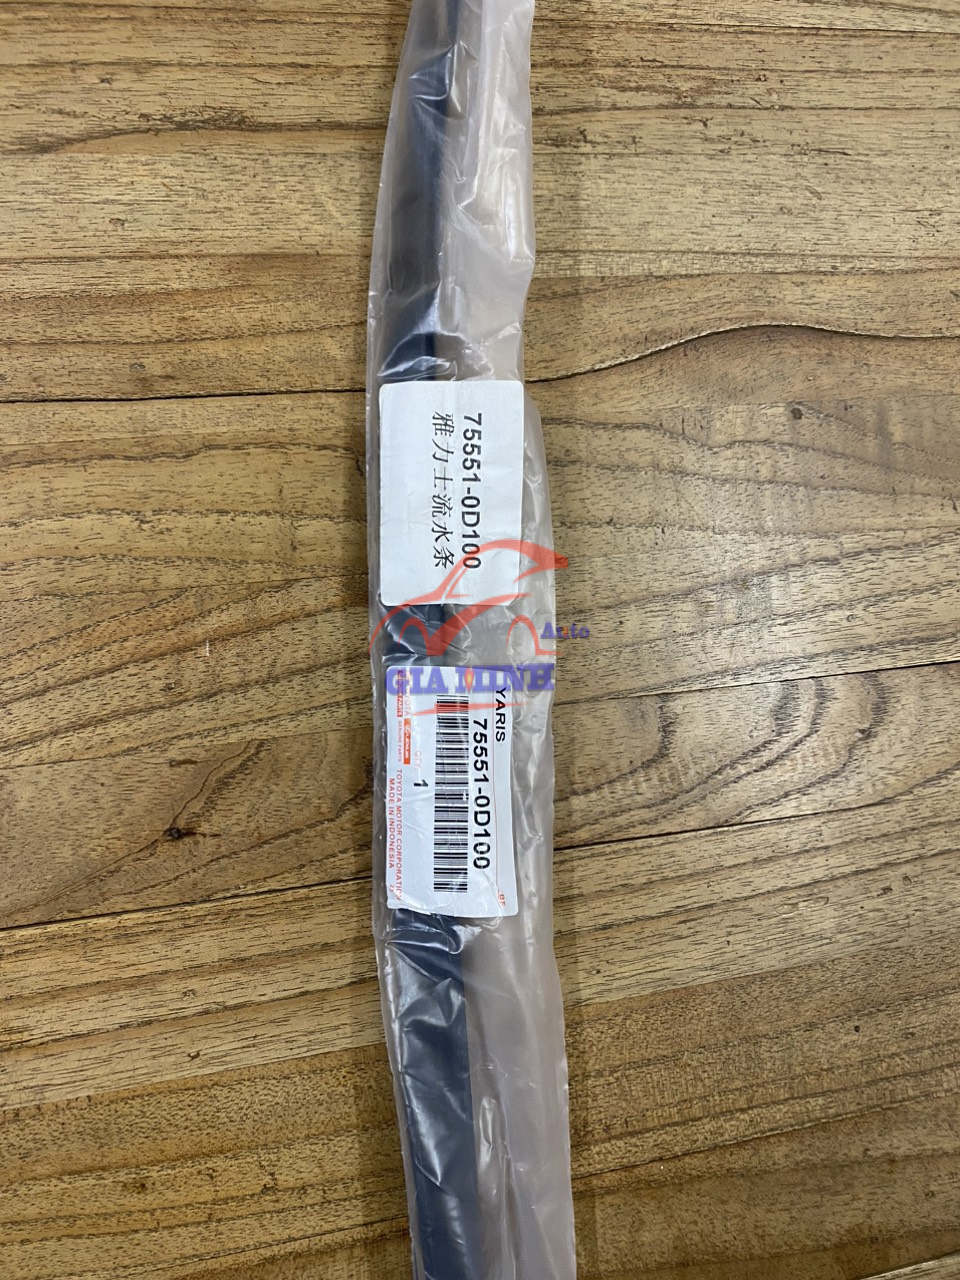 75551-0D100
雅力士流水条
Auto
GIA MINH
YARIS
75551-0D100
1
TOYOTA MOTOR CORPORATION
MADE IN INDONESIA